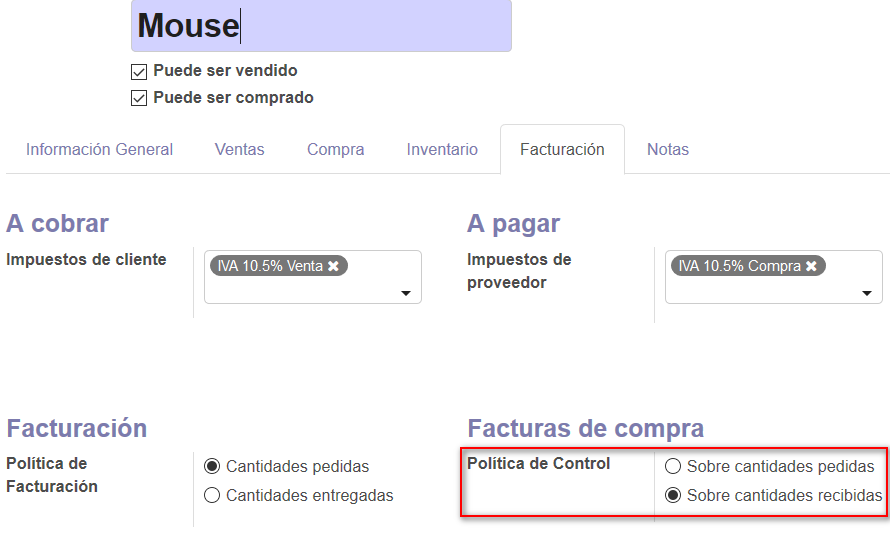 Mouse
Puede ser vendido
Puede ser comprado
Información General Ventas Compra Inventario Facturación Notas
A cobrar
Impuestos de cliente
IVA 10.5% Venta ✖
A pagar
Impuestos de
proveedor
IVA 10.5% Compra ✖
Facturación
Política de
Facturación
Cantidades pedidas
Cantidades entregadas
Facturas de compra
Política de Control
Sobre cantidades pedidas
Sobre cantidades recibidas